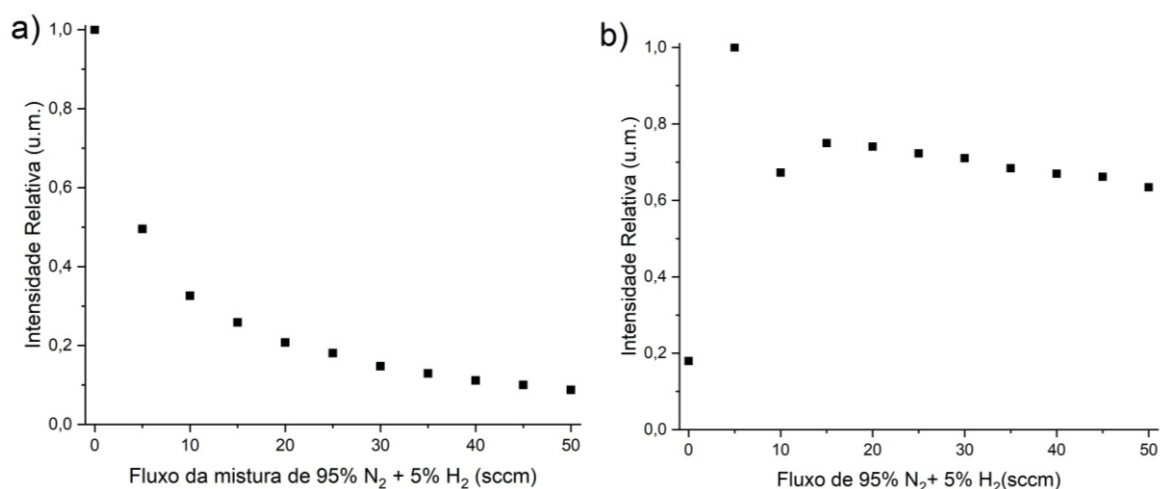 a)
1,0
0,8
0,6
0,4
0,2
0,0
Intensidade Relativa (u.m.)
0 10 20 30 40 50
Fluxo da mistura de 95% N₂ + 5% H₂ (sccm)
b)
1,0
0,8
0,6
0,4
0,2
0,0
Intensidade Relativa (u.m.)
0 10 20 30 40 50
Fluxo de 95% N₂+ 5% H₂(sccm)